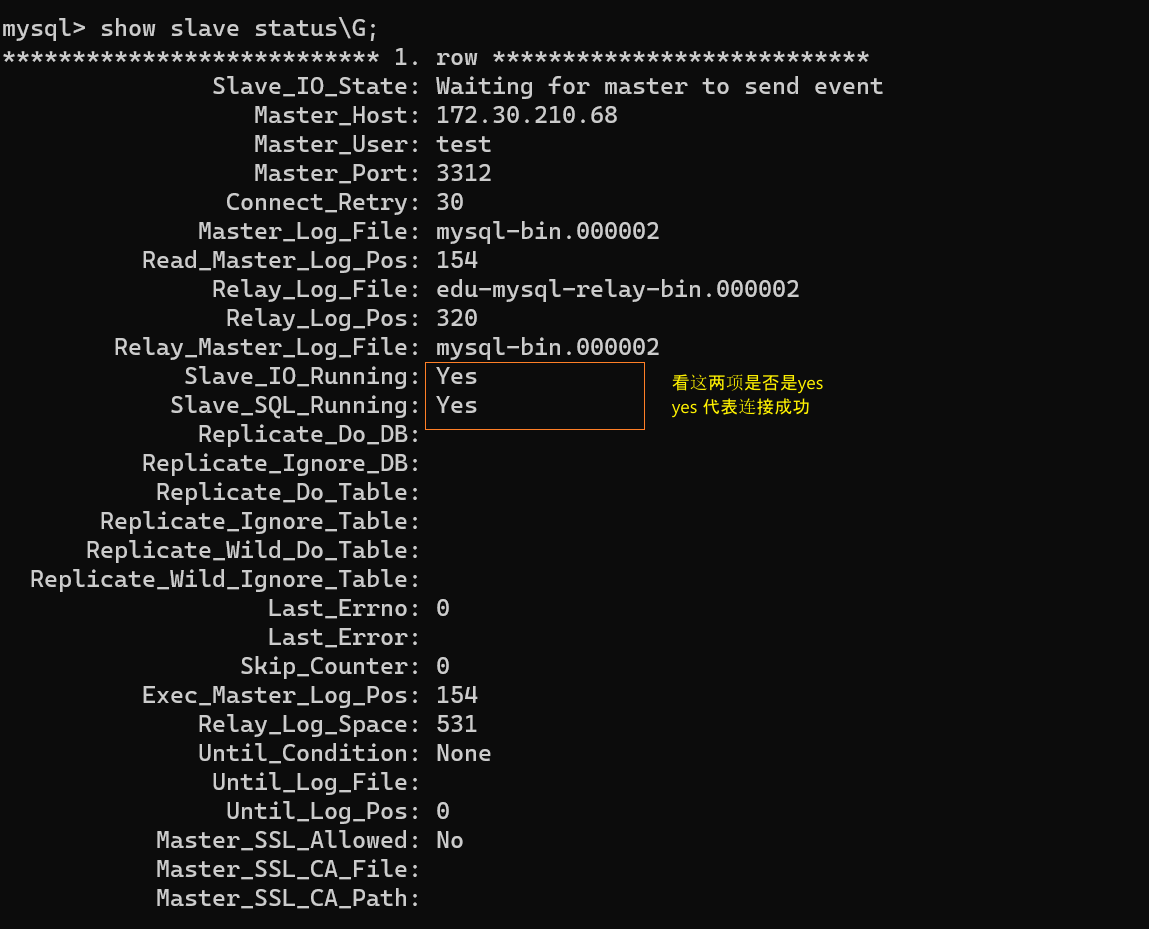 mysql> show slave status\G;
*************************** 1. row ***************************
Slave_IO_State: Waiting for master to send event
Master_Host: 172.30.210.68
Master_User: test
Master_Port: 3312
Connect_Retry: 30
Master_Log_File: mysql-bin.000002
Read_Master_Log_Pos: 154
Relay_Log_File: edu-mysql-relay-bin.000002
Relay_Log_Pos: 320
Relay_Master_Log_File: mysql-bin.000002
Slave_IO_Running: Yes 看这两项是否是yes
Slave_SQL_Running: Yes yes 代表连接成功
Replicate_Do_DB:
Replicate_Ignore_DB:
Replicate_Do_Table:
Replicate_Ignore_Table:
Replicate_Wild_Do_Table:
Replicate_Wild_Ignore_Table:
Last_Errno: 0
Last_Error:
Skip_Counter: 0
Exec_Master_Log_Pos: 154
Relay_Log_Space: 531
Until_Condition: None
Until_Log_File:
Until_Log_Pos: 0
Master_SSL_Allowed: No
Master_SSL_CA_File:
Master_SSL_CA_Path: